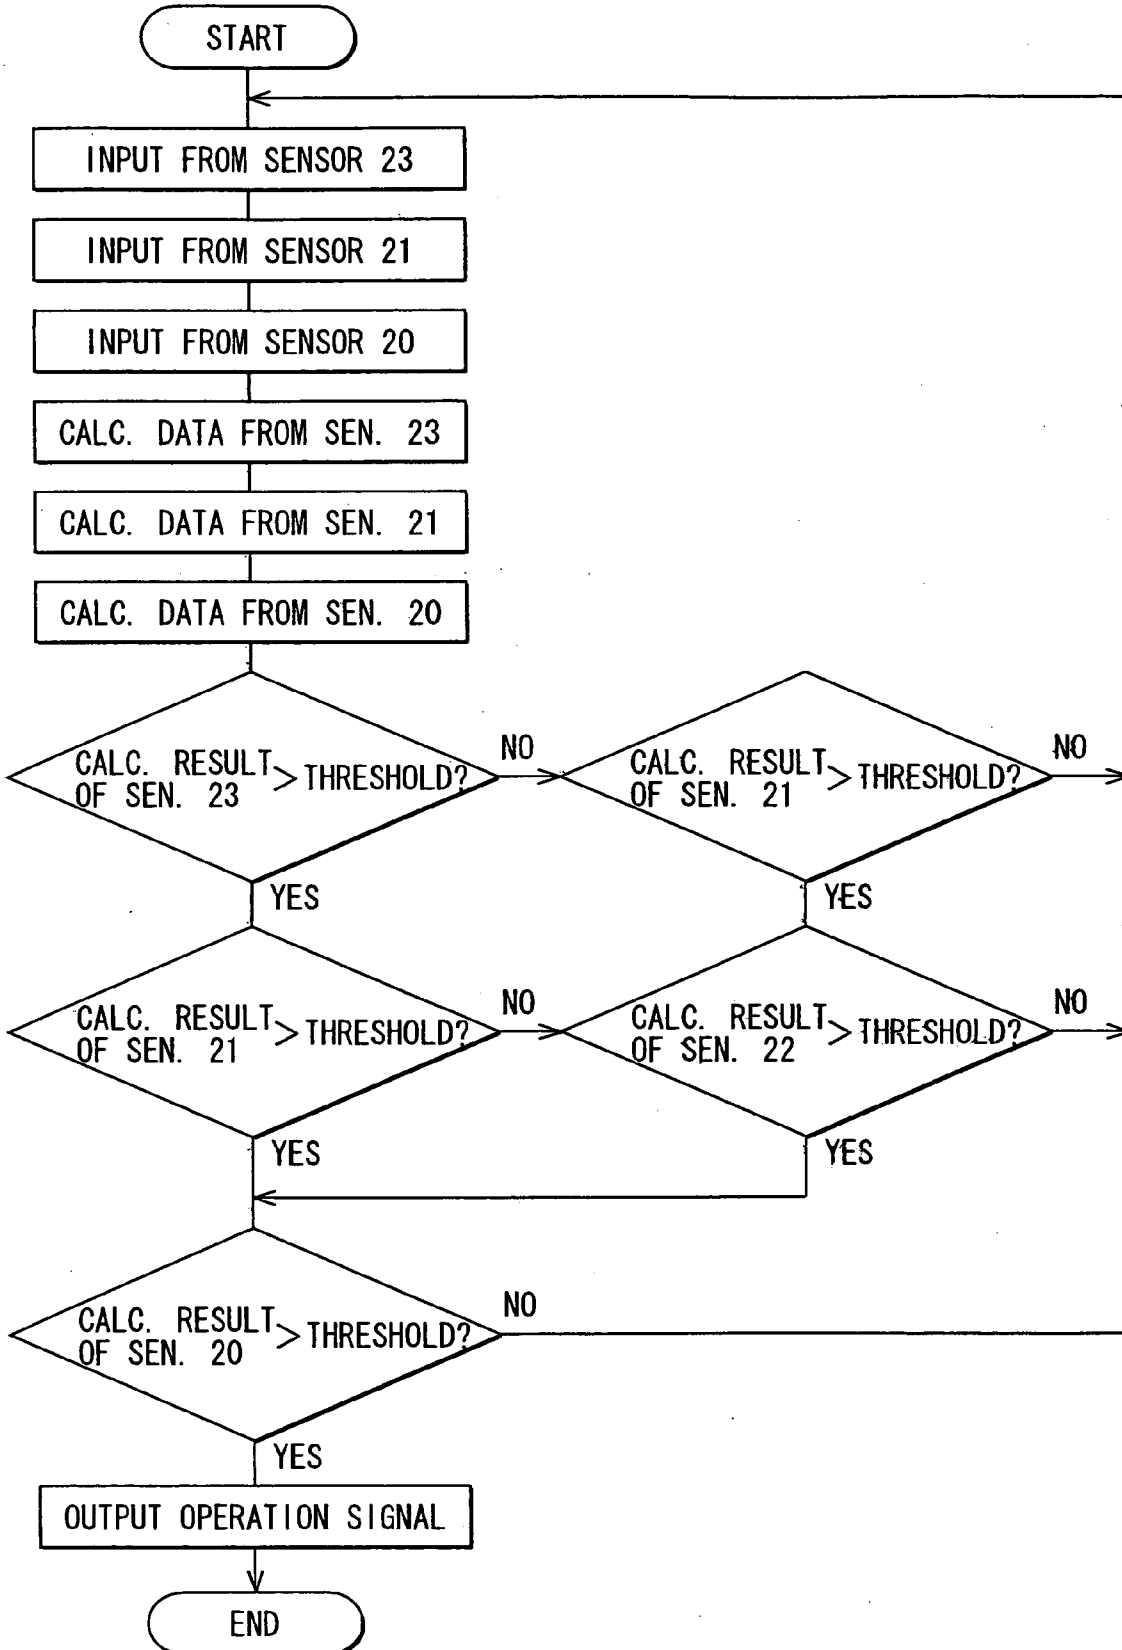 START
INPUT FROM SENSOR 23
INPUT FROM SENSOR 21
INPUT FROM SENSOR 20
CALC. DATA FROM SEN. 23
CALC. DATA FROM SEN. 21
CALC. DATA FROM SEN. 20
CALC. RESULT
OF SEN. 23
> THRESHOLD?
NO
YES
CALC. RESULT
OF SEN. 21
> THRESHOLD?
NO
YES
CALC. RESULT
OF SEN. 21
> THRESHOLD?
NO
YES
CALC. RESULT
OF SEN. 22
> THRESHOLD?
NO
YES
CALC. RESULT
OF SEN. 20
> THRESHOLD?
NO
YES
OUTPUT OPERATION SIGNAL
END